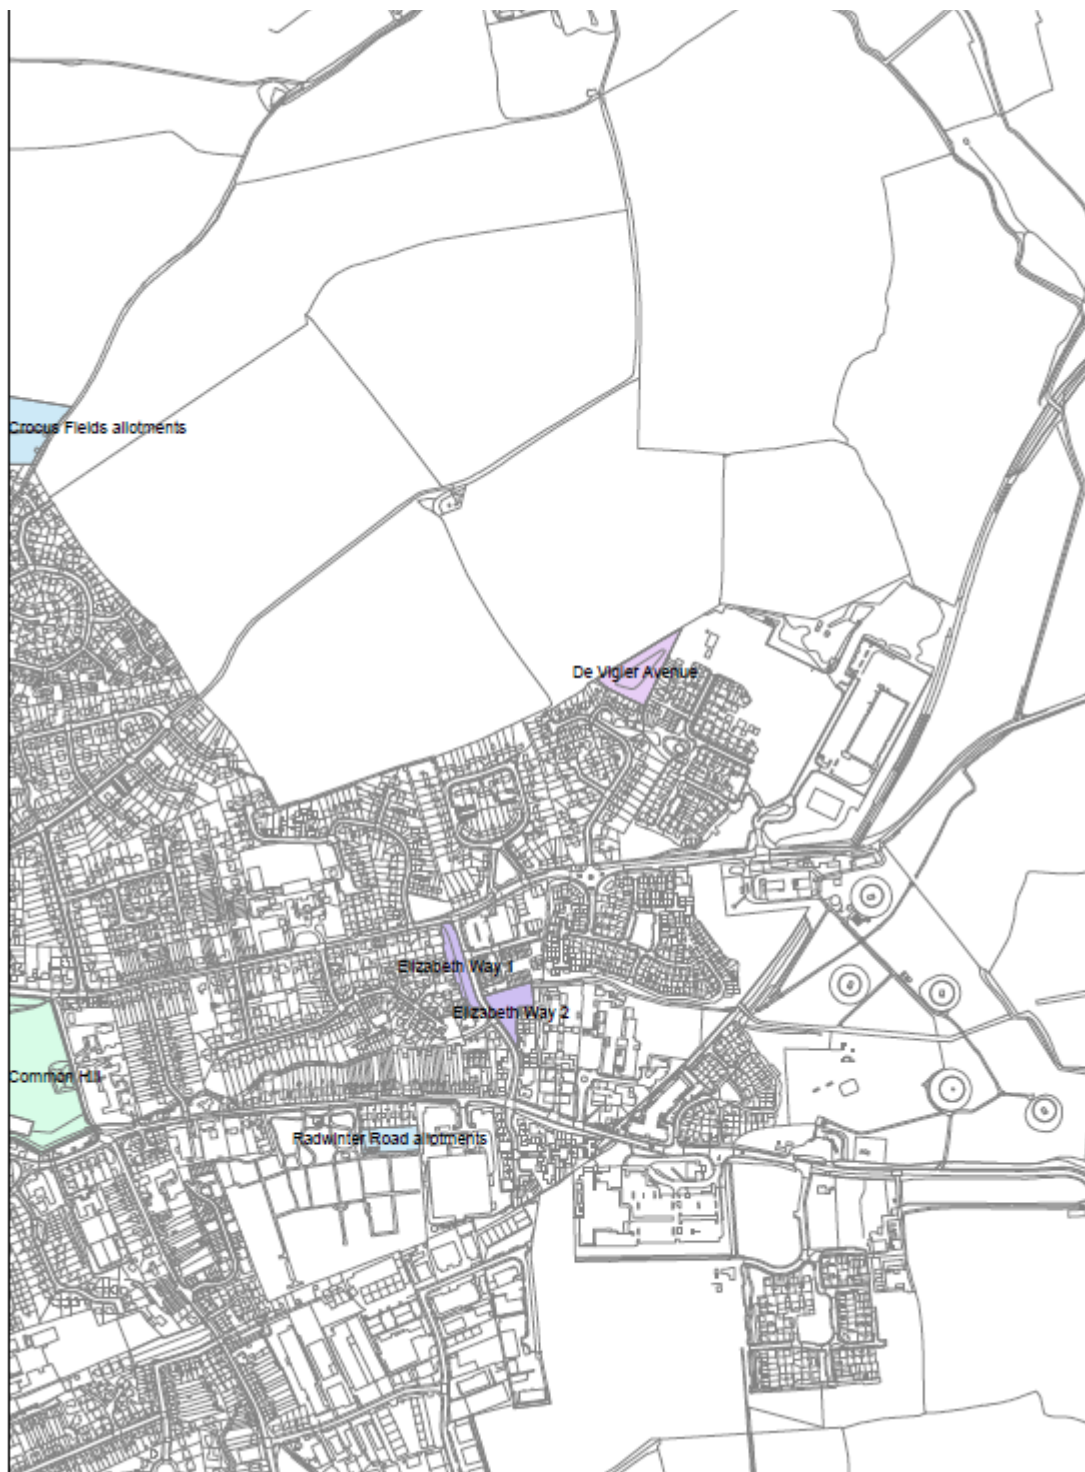 Crocus Fields allotments
De Vigier Avenue
Elizabeth Way 1
Elizabeth Way 2
Common Hill
Radwinter Road allotments